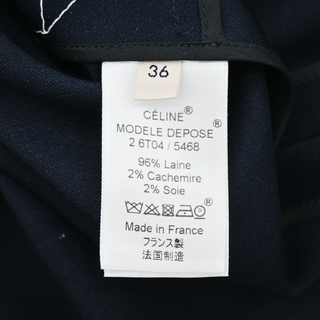 36
CÉLINE®
MODELE DEPOSE®
2 6T04 / 5468
96% Laine
2% Cachemire
2% Soie
Made in France
フランス製
法国制造